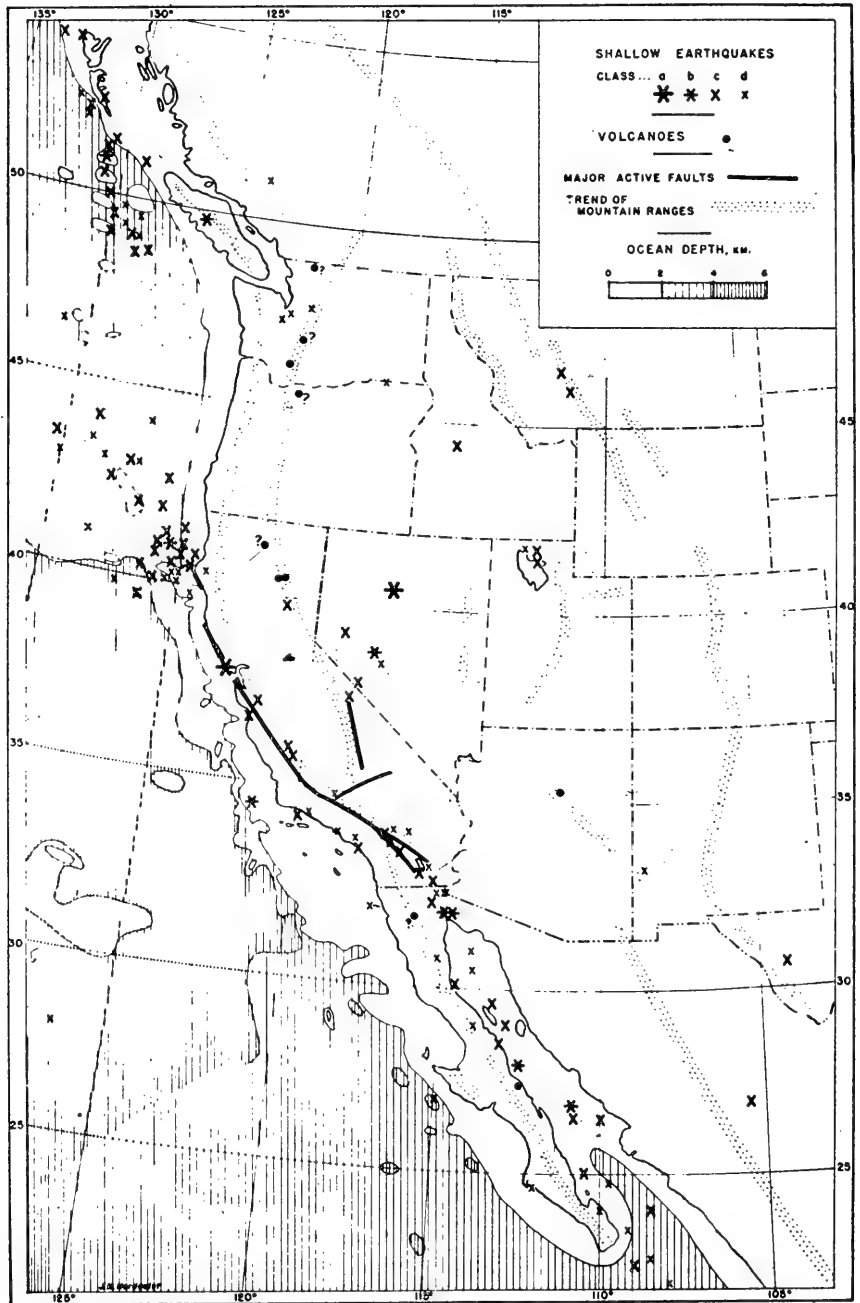 135° 130° 125° 120° 115°
SHALLOW EARTHQUAKES
CLASS... a b c d
VOLCANOES
MAJOR ACTIVE FAULTS
TREND OF
MOUNTAIN RANGES
OCEAN DEPTH, KM.
0 2 4 6
50
?
?
45
?
45
?
40
40
35
35
30
30
25
25
125° 120° 115° 110° 105°